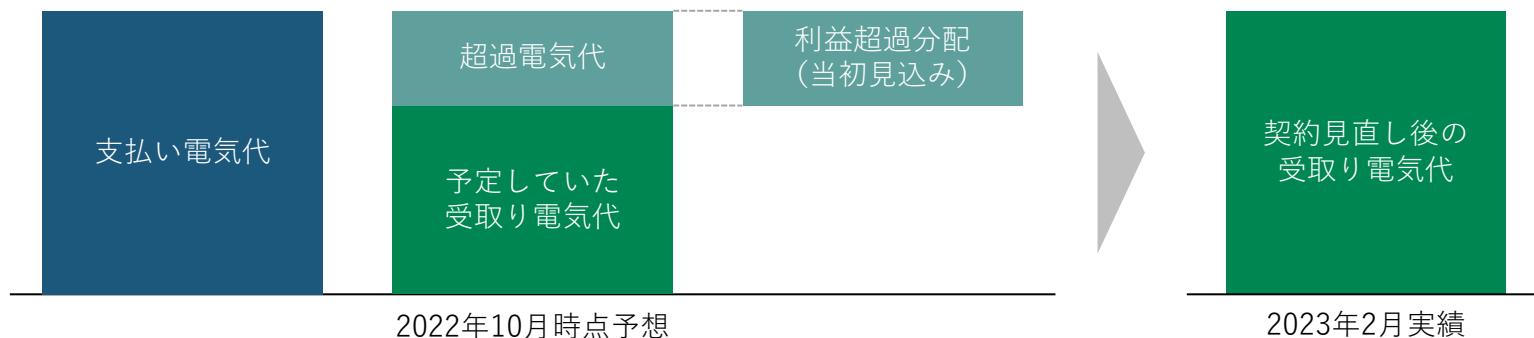 支払い電気代
超過電気代
予定していた
受取り電気代
利益超過分配
（当初見込み）
2022年10月時点予想
契約見直し後の
受取り電気代
2023年2月実績